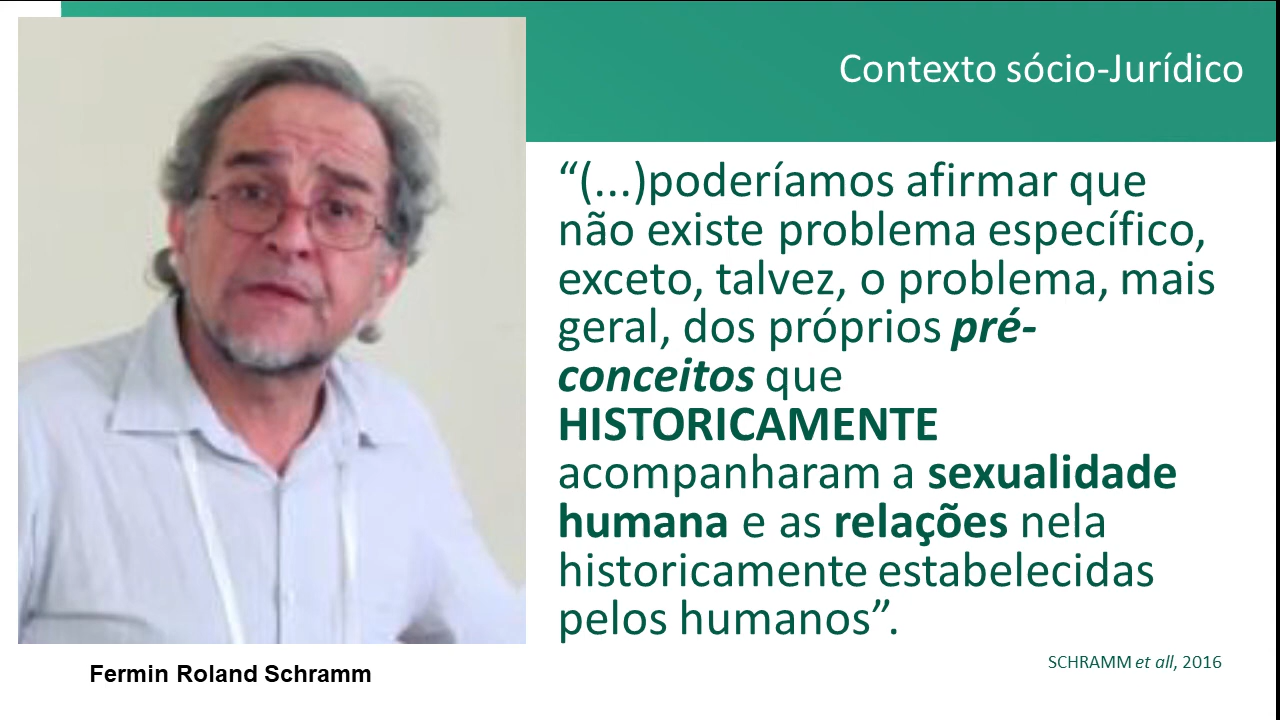 Contexto sócio-Jurídico
“(...)poderíamos afirmar que
não existe problema específico,
exceto, talvez, o problema, mais
geral, dos próprios pré-
conceitos que
HISTORICAMENTE
acompanharam a sexualidade
humana e as relações nela
historicamente estabelecidas
pelos humanos”.
SCHRAMM et all, 2016
Fermin Roland Schramm